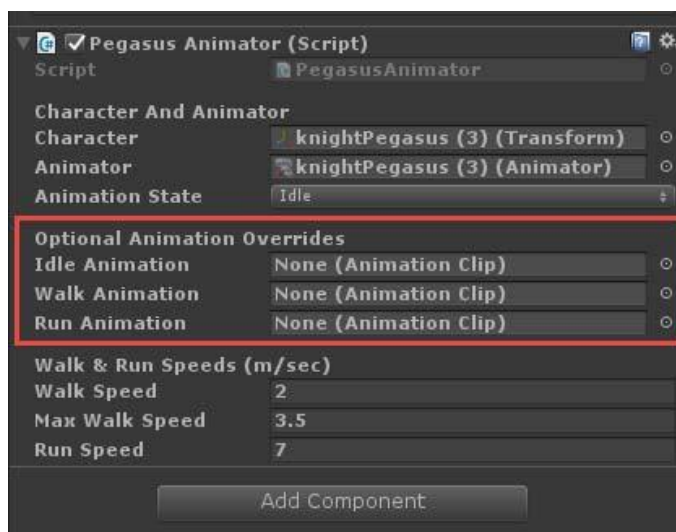 Pegasus Animator (Script)
Script PegasusAnimator
Character And Animator
Character knightPegasus (3) (Transform)
Animator knightPegasus (3) (Animator)
Animation State Idle
Optional Animation Overrides
Idle Animation None (Animation Clip)
Walk Animation None (Animation Clip)
Run Animation None (Animation Clip)
Walk & Run Speeds (m/sec)
Walk Speed 2
Max Walk Speed 3.5
Run Speed 7
Add Component